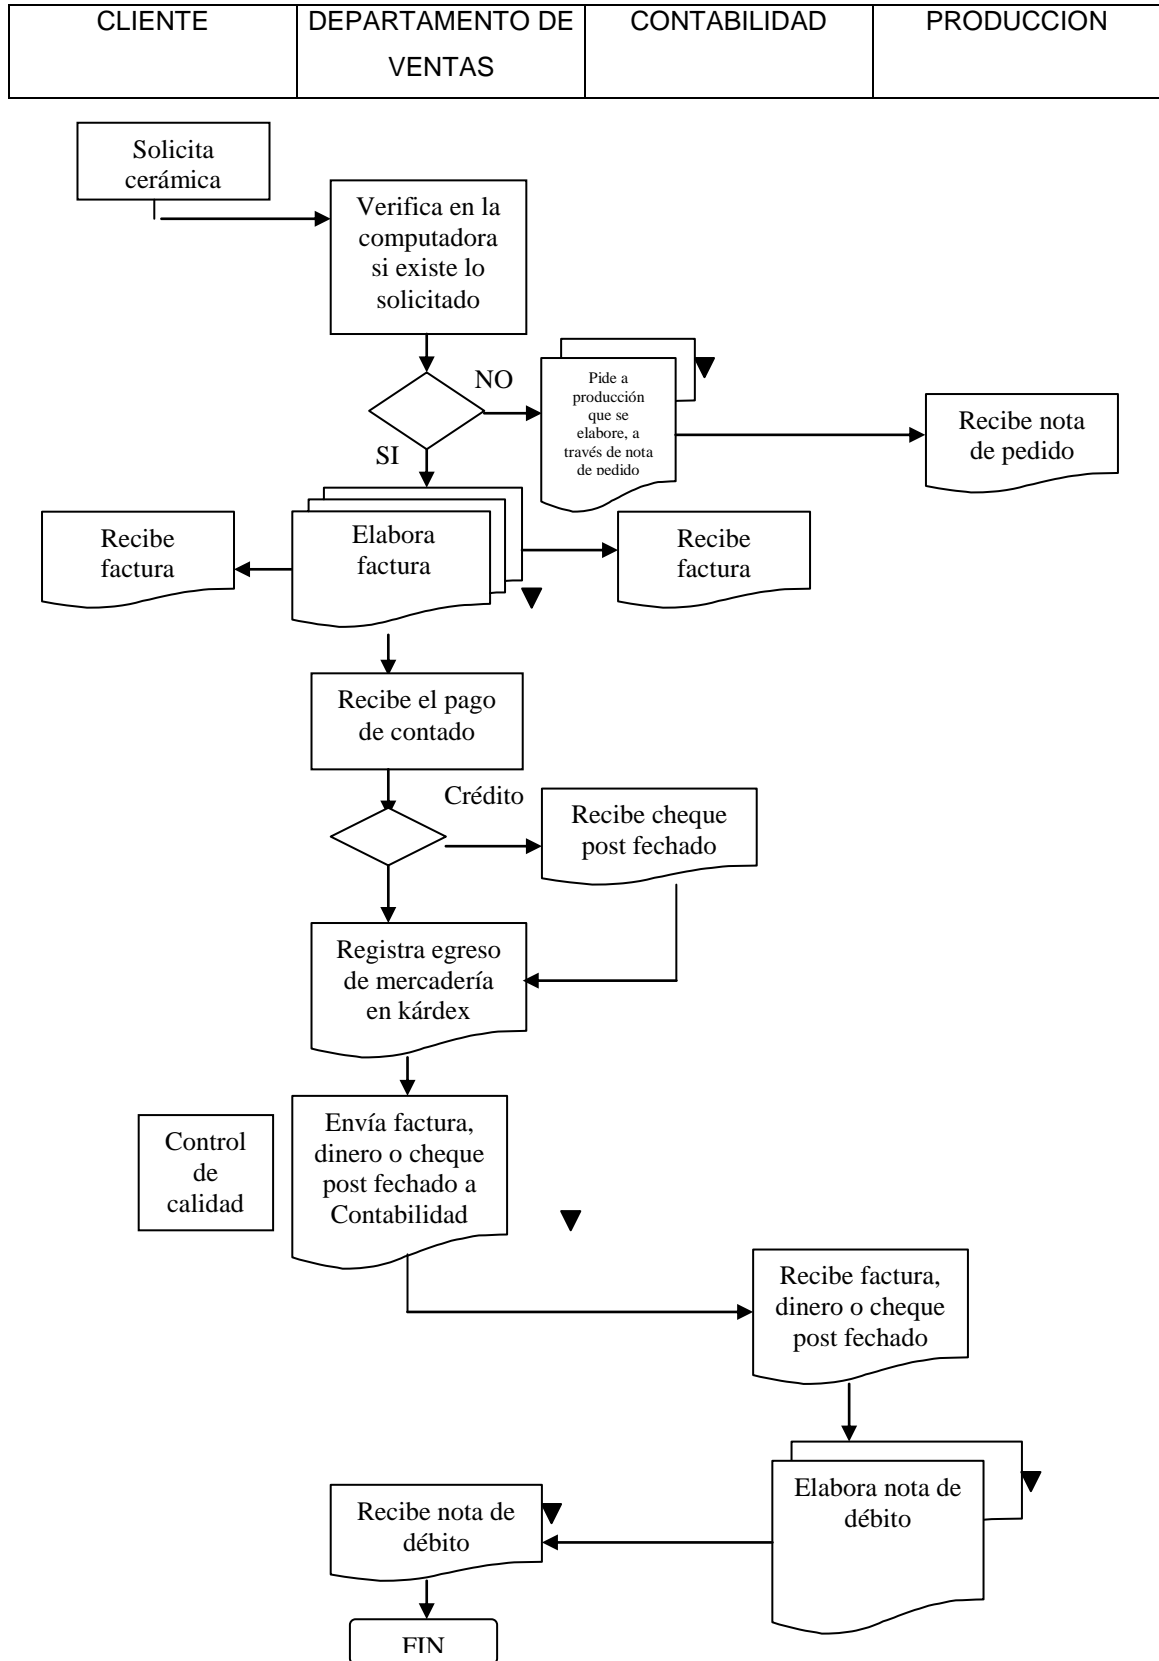 CLIENTE
DEPARTAMENTO DE
VENTAS
CONTABILIDAD
PRODUCCION
Solicita
cerámica
Verifica en la
computadora
si existe lo
solicitado
NO
Pide a
producción
que se
elabore, a
través de nota
de pedido
Recibe nota
de pedido
SI
Recibe
factura
Elabora
factura
Recibe
factura
Recibe el pago
de contado
Crédito
Recibe cheque
post fechado
Registra egreso
de mercadería
en kárdex
Control
de
calidad
Envía factura,
dinero o cheque
post fechado a
Contabilidad
Recibe factura,
dinero o cheque
post fechado
Elabora nota de
débito
Recibe nota de
débito
FIN